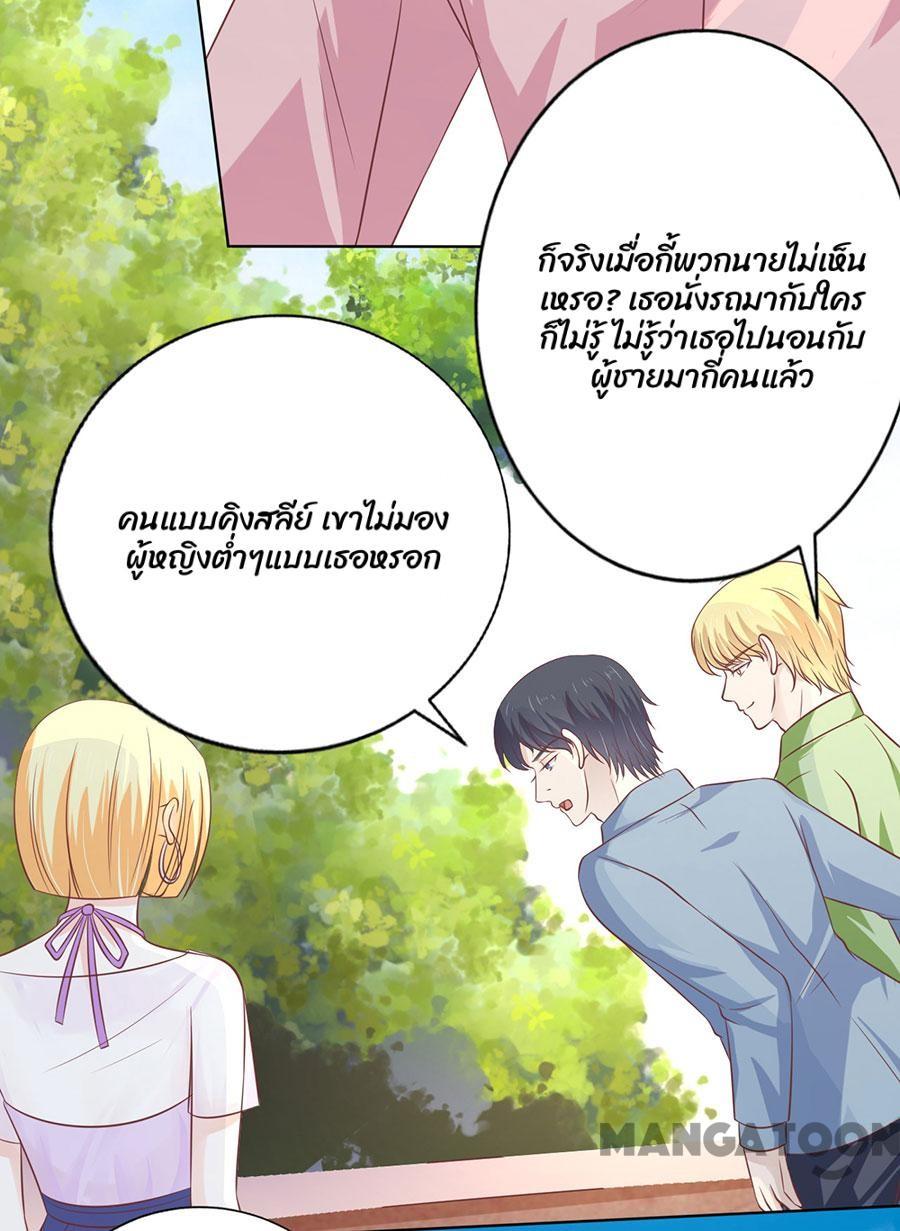 ก็จริงเมื่อกี้พวกนายไม่เห็น
เหรอ? เธอนั่งรถมากับใคร
ก็ไม่รู้ ไม่รู้ว่าเธอไปนอนกับ
ผู้ชายมากี่คนแล้ว
คนแบบคิงสลีย์ เขาไม่มอง
ผู้หญิงต่ำๆแบบเธอหรอก
MANGATOON